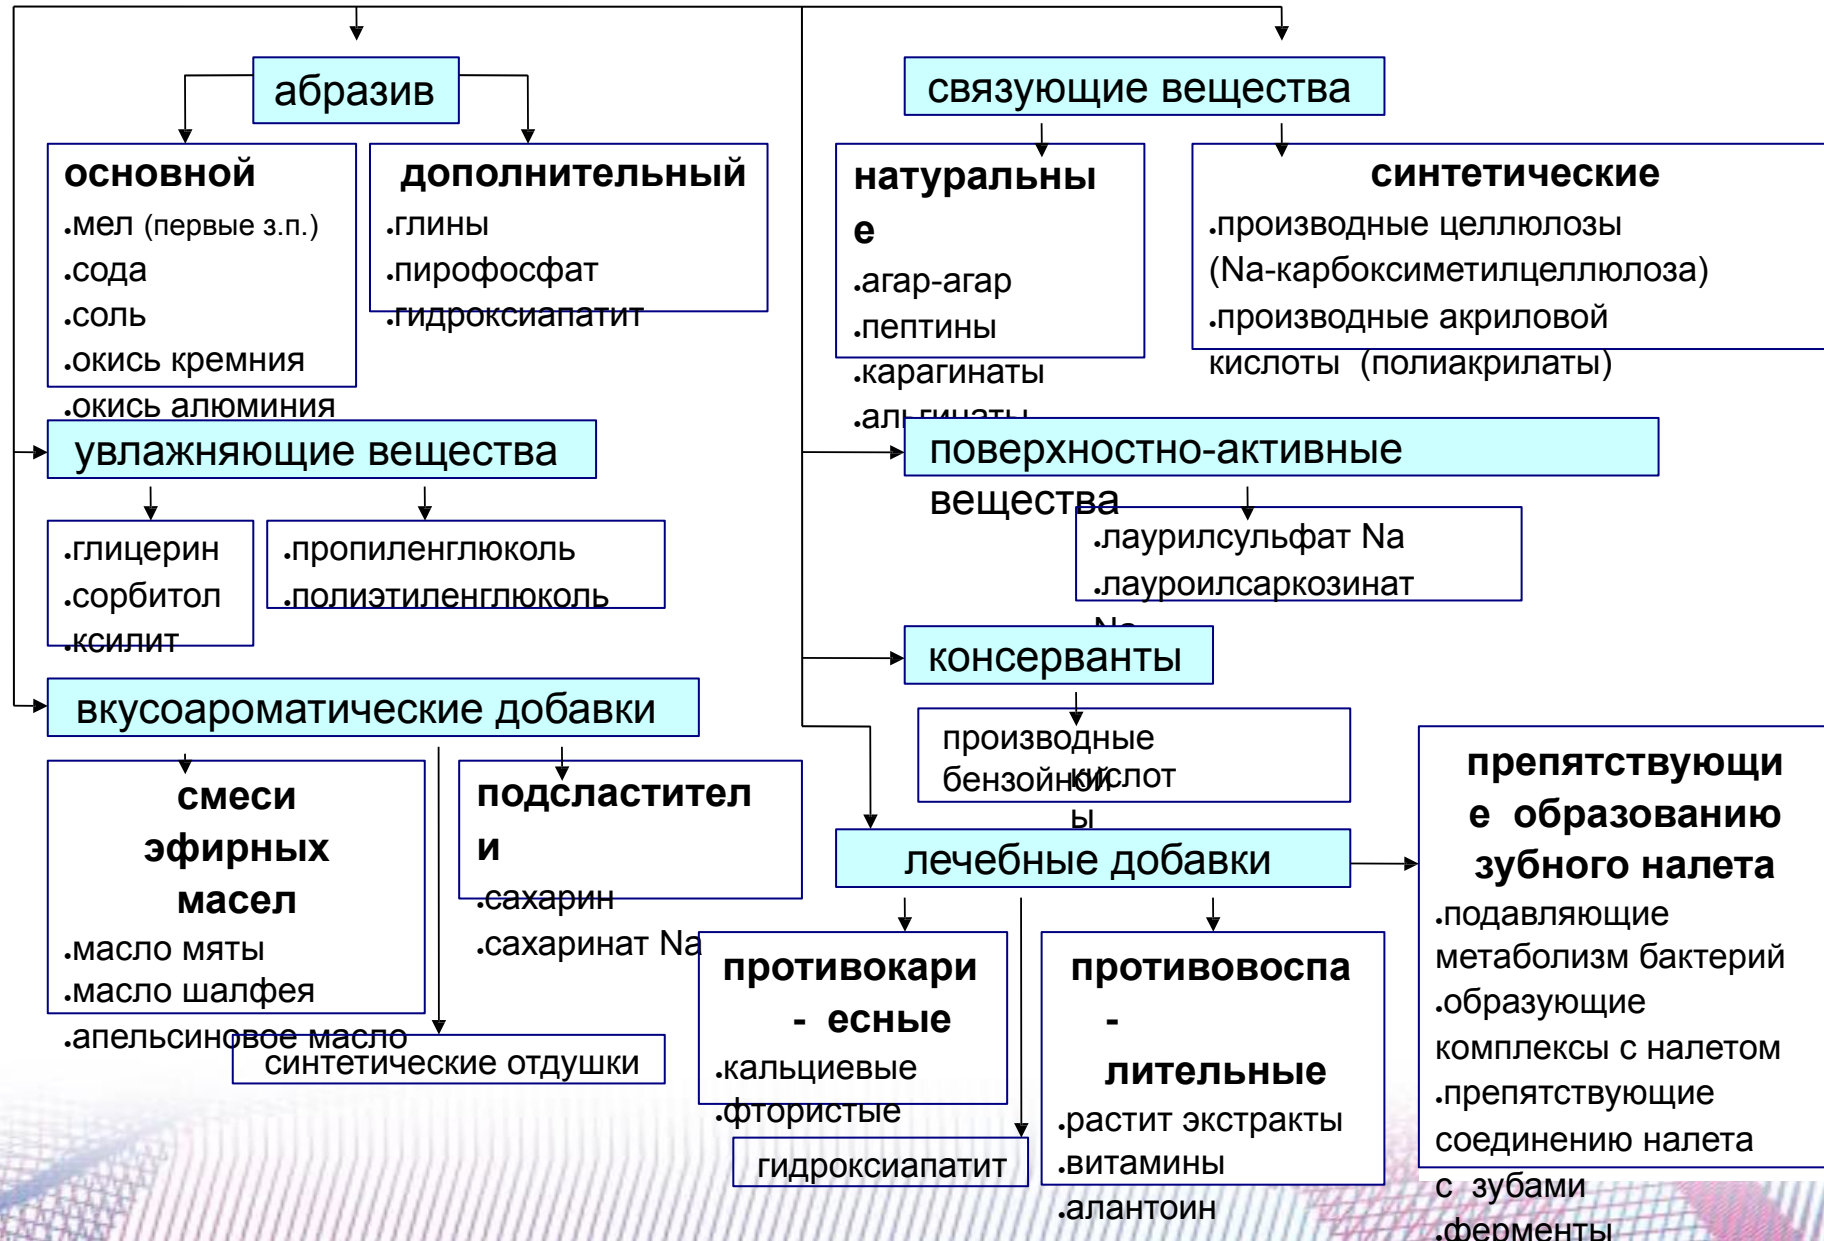 абразив
основной
.мел (первые з.п.)
.сода
.соль
.окись кремния
.окись алюминия
дополнительный
.глины
.пирофосфат
.гидроксиапатит
связующие вещества
натуральны
е
.агар-агар
.пептины
.карагинаты
.альгинаты
синтетические
.производные целлюлозы
(Na-карбоксиметилцеллюлоза)
.производные акриловой
кислоты (полиакрилаты)
увлажняющие вещества
.глицерин
.сорбитол
.ксилит
.пропиленглюколь
.полиэтиленглюколь
поверхностно-активные
вещества
.лаурилсульфат Na
.лауроилсаркозинат
Na
консерванты
производные
бензойной
кислот
ы
вкусоароматические добавки
смеси
эфирных
масел
.масло мяты
.масло шалфея
.апельсиновое масло
синтетические отдушки
подсластител
и
.сахарин
.сахаринат Na
лечебные добавки
противокари
- есные
.кальциевые
.фтористые
гидроксиапатит
противовоспа
-
лительные
.растит экстракты
.витамины
.алантоин
препятствующи
е образованию
зубного налета
.подавляющие
метаболизм бактерий
.образующие
комплексы с налетом
.препятствующие
соединению налета
с зубами
.ферменты